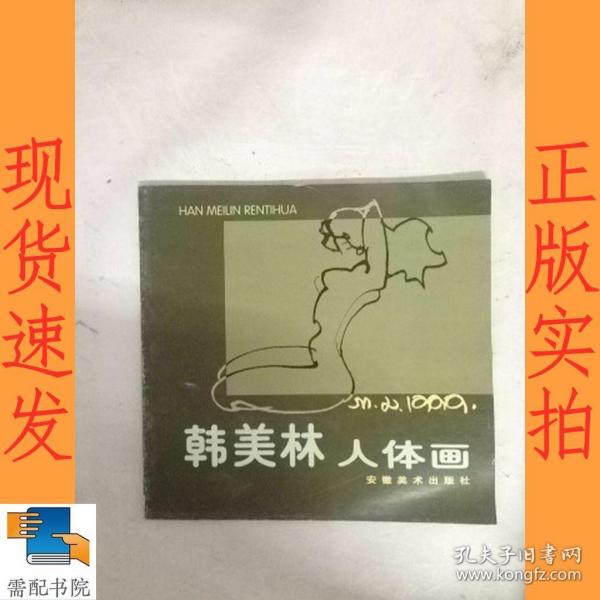 现货速发
正版实拍
HAN MEILIN RENTIHUA
韩美林 人体画
安徽美术出版社
需配书院
孔夫子旧书网
www.kongfz.com